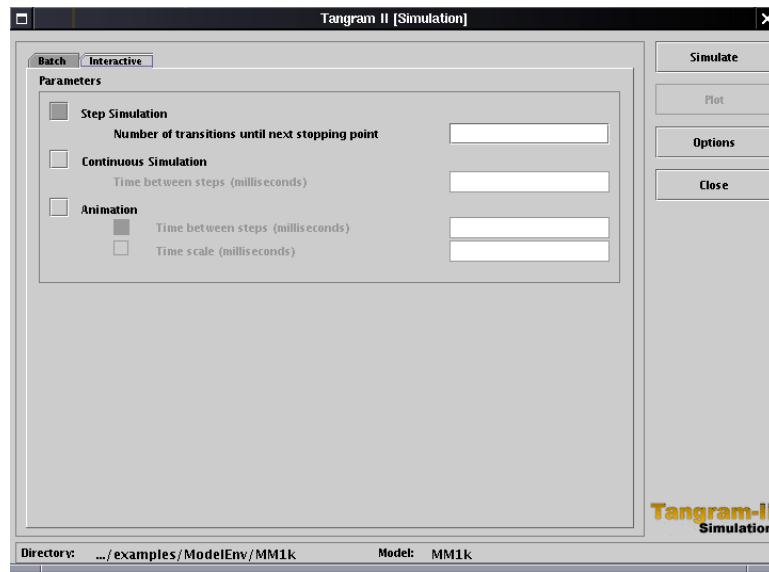 Tangram II [Simulation]
Batch Interactive
Simulate
Parameters
Plot
Step Simulation
Number of transitions until next stopping point
Options
Continuous Simulation
Time between steps (milliseconds)
Close
Animation
Time between steps (milliseconds)
Time scale (milliseconds)
Tangram-II
Simulation
Directory: .../examples/ModelEnv/MM1k Model: MM1k